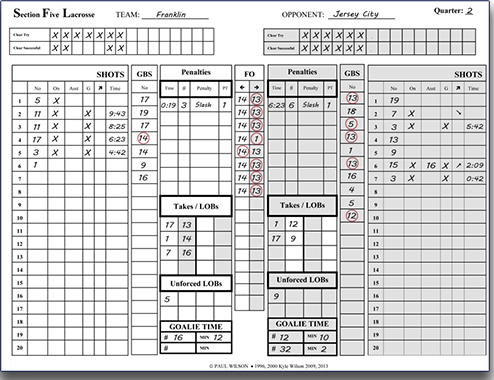 Section Five Lacrosse TEAM: Franklin OPPONENT: Jersey City Quarter: 2
Clear Try X X X X X X X Clear Try X X X X X X
Clear Successful X X X X Clear Successful X X X X
SHOTS GBS Penalties FO Penalties GBS SHOTS
No On Asst G ↗ Time No Time # Penalty PT ← → Time # Penalty PT No No On Asst G ↗ Time
1 5 X 17 0:19 3 Slash 1 14 13 6:23 6 Slash 1 13 1 19
2 11 X X 9:43 19 14 13 18 2 11 X ↘
3 11 X X 8:25 17 14 13 5 3 3 X X 5:42
4 17 X X 6:23 14 14 1 7 4 13
5 3 X X 4:42 14 14 13 13 1 5 9
6 1 9 14 13 13 6 15 X 16 X ↗ 2:09
7 16 14 13 16 7 3 X X 0:42
8 14 13 4 8
9 5 9
10 Takes / LOBs Takes / LOBs 12 10
11 17 13 1 12 11
12 1 14 17 9 12
13 7 16 13
14 14
15 Unforced LOBs Unforced LOBs 15
16 5 9 16
17 17
18 GOALIE TIME GOALIE TIME 18
19 # 16 MIN 12 # 12 MIN 10 19
20 # MIN # 32 MIN 2 20
© PAUL WILSON • 1996, 2000 Kyle Wilson 2009, 2013